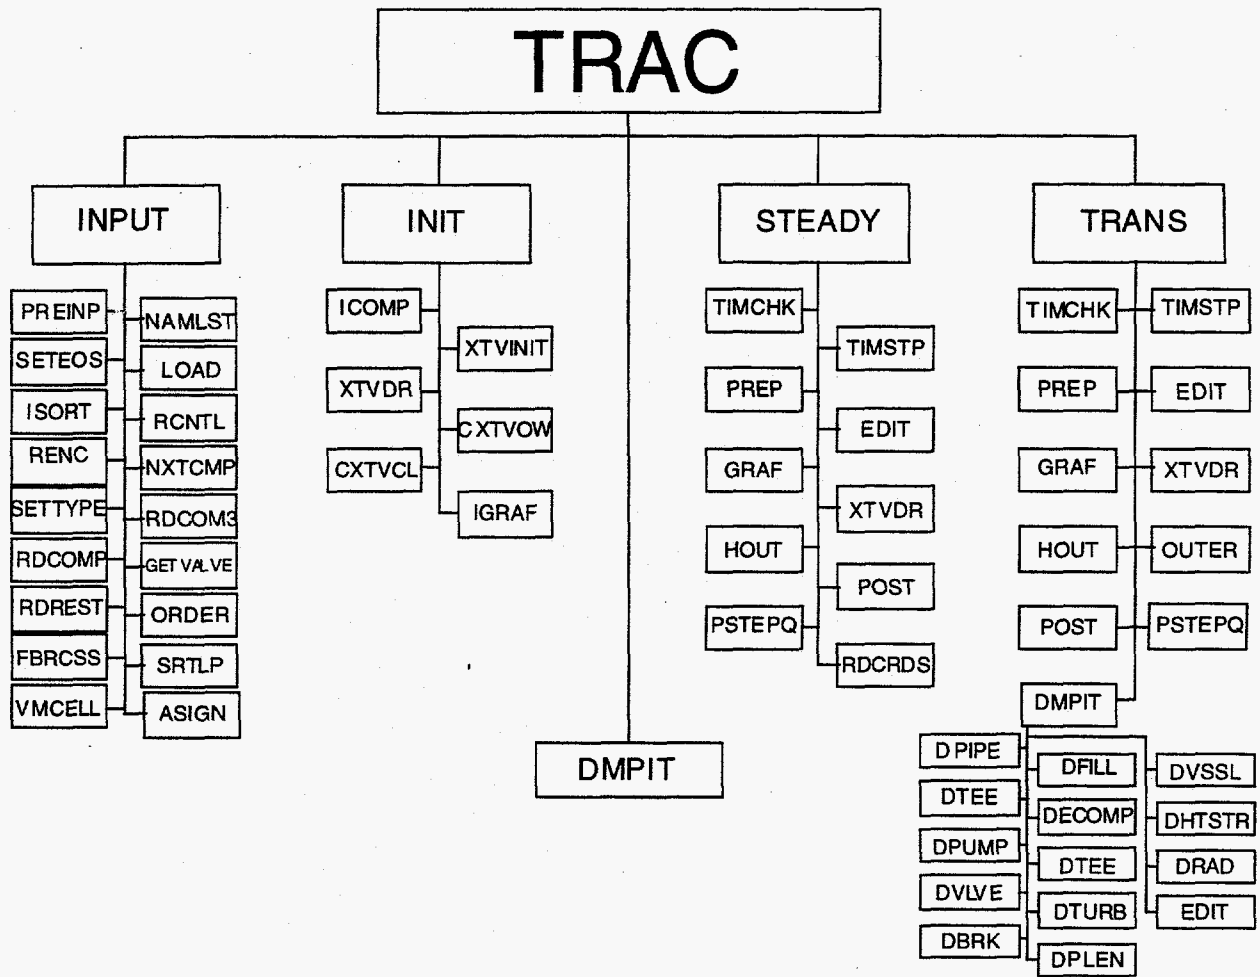 TRAC
INPUT
INIT
STEADY
TRANS
PREINP
NAMLST
SETEOS
LOAD
ISORT
RCNTL
RENC
NXTCMP
SETTYPE
RDCOM3
RDCOMP
GETVALVE
RDREST
ORDER
FBRCSS
SRTLP
VMCELL
ASIGN
ICOMP
XTVINIT
XTVDR
CXTVOW
CXTVCL
IGRAF
TIMCHK
TIMSTP
PREP
EDIT
GRAF
XTVDR
HOUT
POST
PSTEPQ
RDCRDS
TIMCHK
TIMSTP
PREP
EDIT
GRAF
XTVDR
HOUT
OUTER
POST
PSTEPQ
DMPIT
DMPIT
DPIPE
DFILL
DVSSL
DTEE
DECOMP
DHTSTR
DPUMP
DTEE
DRAD
DVLVE
DTURB
EDIT
DBRK
DPLEN